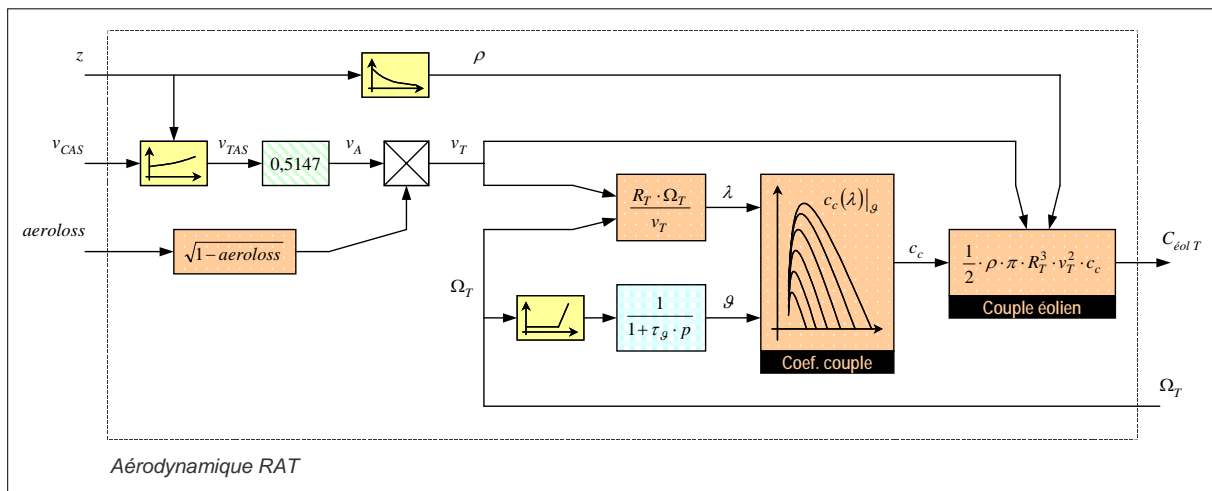 z
ρ
v_CAS
v_TAS
0,5147
v_A
v_T
aeroloss
√(1−aeroloss)
R_T · Ω_T / v_T
λ
c_c(λ)|_ϑ
c_c
1/2 · ρ · π · R_T^3 · v_T^2 · c_c
C_éol T
Couple éolien
Ω_T
1 / (1 + τ_ϑ · p)
ϑ
Coef. couple
Ω_T
Aérodynamique RAT